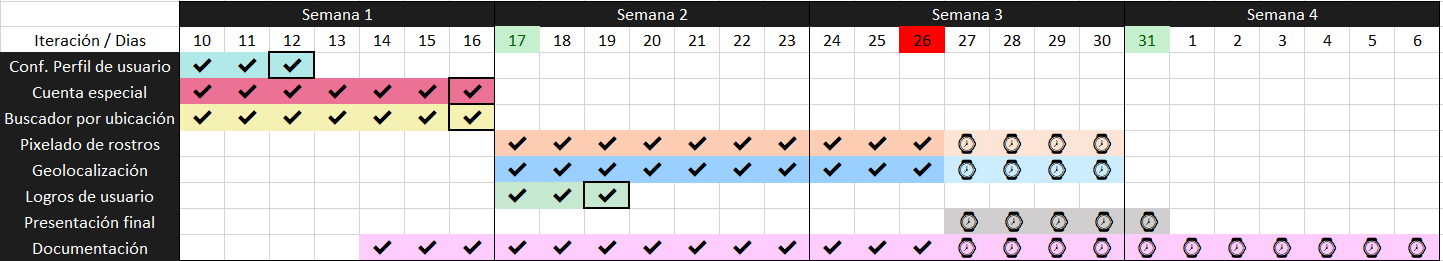 Semana 1 Semana 2 Semana 3 Semana 4
Iteración / Dias 10 11 12 13 14 15 16 17 18 19 20 21 22 23 24 25 26 27 28 29 30 31 1 2 3 4 5 6
Conf. Perfil de usuario
Cuenta especial
Buscador por ubicación
Pixelado de rostros
Geolocalización
Logros de usuario
Presentación final
Documentación